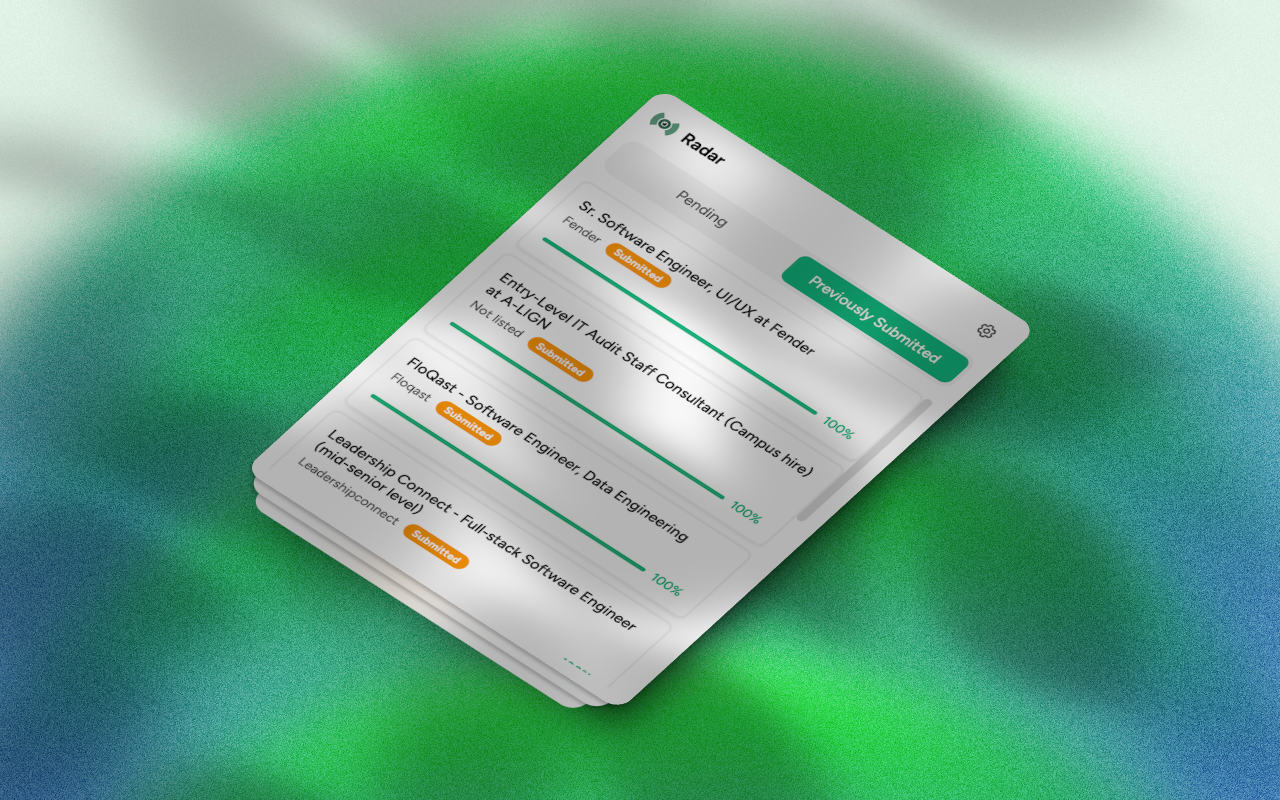 Radar
Pending
Previously Submitted
Sr. Software Engineer, UI/UX at Fender
Fender
Submitted
100%
Entry-Level IT Audit Staff Consultant (Campus hire)
at A-LIGN
Not listed
Submitted
100%
FloQast - Software Engineer, Data Engineering
Floqast
Submitted
100%
Leadership Connect - Full-stack Software Engineer
(mid-senior level)
Leadershipconnect
Submitted